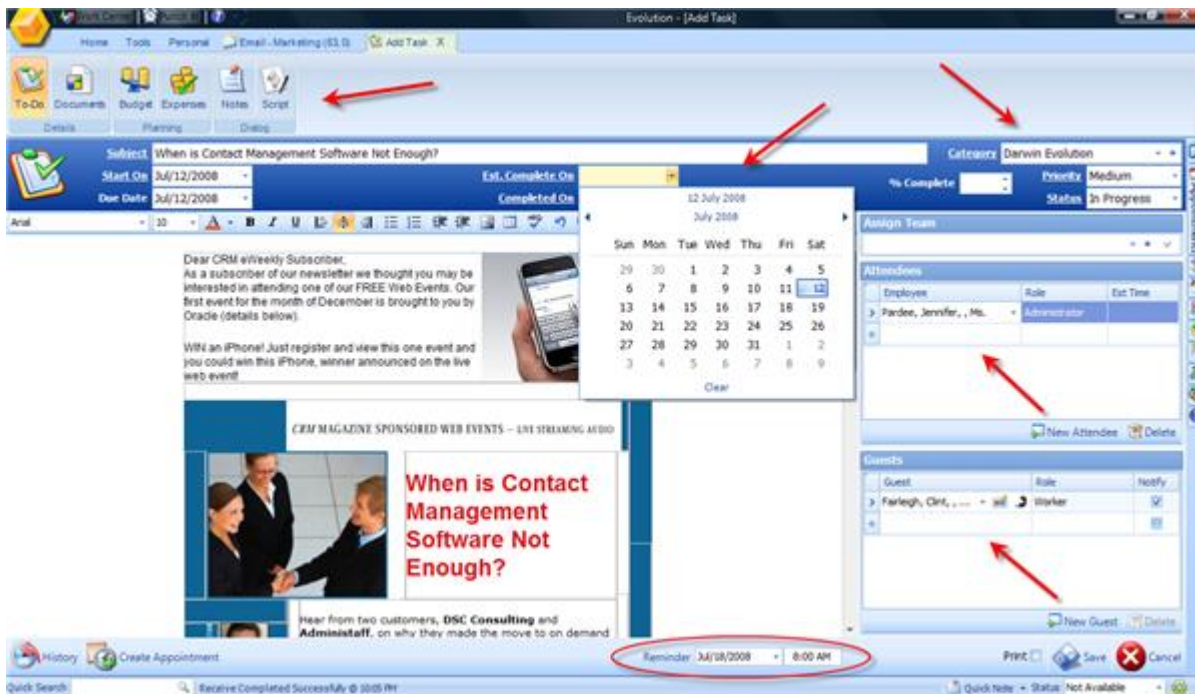 Work Center
Punch In
Evolution - [Add Task]
Home Tools Personal Email - Marketing (63, 0) Add Task X
To-Do Documents Budget Expenses Notes Script
Details Planning Dialog
Subject When is Contact Management Software Not Enough? Category Darwin Evolution
Start On Jul/12/2008 Est. Complete On % Complete Priority Medium
Due Date Jul/12/2008 Completed On Status In Progress
Arial 10
12 July 2008
July 2008
Sun Mon Tue Wed Thu Fri Sat
29 30 1 2 3 4 5
6 7 8 9 10 11 12
13 14 15 16 17 18 19
20 21 22 23 24 25 26
27 28 29 30 31 1 2
3 4 5 6 7 8 9
Clear
Dear CRM eWeekly Subscriber,
As a subscriber of our newsletter we thought you may be
interested in attending one of our FREE Web Events. Our
first event for the month of December is brought to you by
Oracle (details below).
WIN an iPhone! Just register and view this one event and
you could win this iPhone, winner announced on the live
web event!
CRM MAGAZINE SPONSORED WEB EVENTS – LIVE STREAMING AUDIO
When is Contact
Management
Software Not
Enough?
Hear from two customers, DSC Consulting and
Administaff, on why they made the move to on demand
Assign Team
Attendees
Employee Role Est Time
Pardee, Jennifer, , Ms. Administrator
New Attendee Delete
Guests
Guest Role Notify
Fairleigh, Clint, , ... Worker
New Guest Delete
History Create Appointment Reminder Jul/18/2008 8:00 AM Print Save Cancel
Quick Search Receive Completed Successfully @ 10:05 PM Quick Note Status Not Available